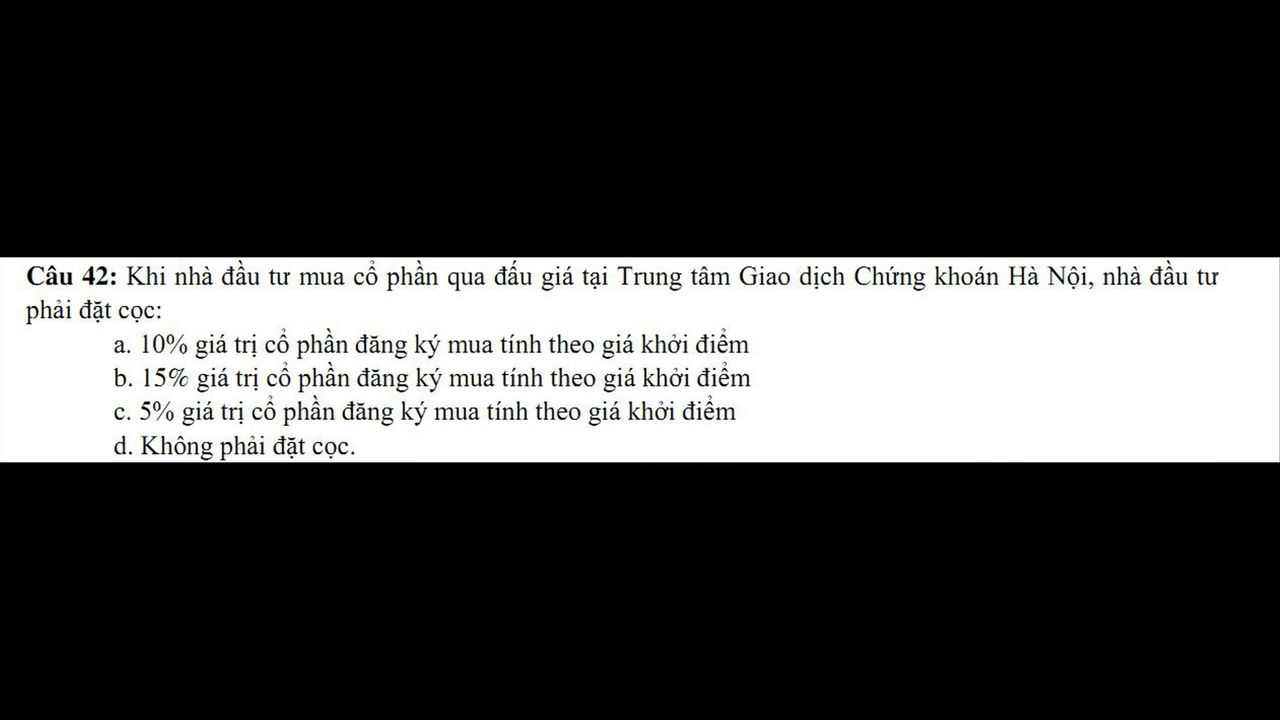 Câu 42: Khi nhà đầu tư mua cổ phần qua đấu giá tại Trung tâm Giao dịch Chứng khoán Hà Nội, nhà đầu tư
phải đặt cọc:
a. 10% giá trị cổ phần đăng ký mua tính theo giá khởi điểm
b. 15% giá trị cổ phần đăng ký mua tính theo giá khởi điểm
c. 5% giá trị cổ phần đăng ký mua tính theo giá khởi điểm
d. Không phải đặt cọc.